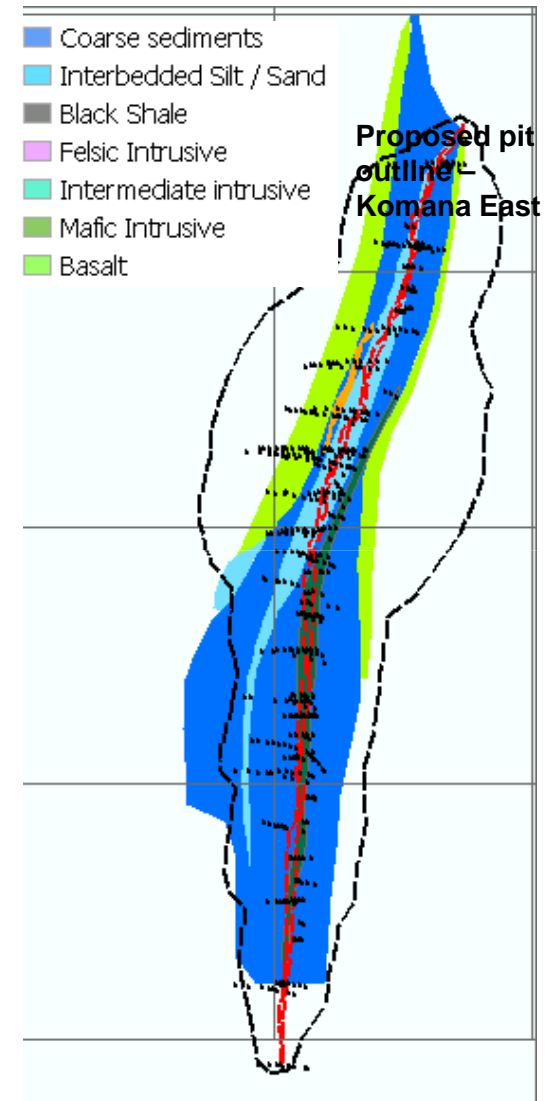 Coarse sediments
Interbedded Silt / Sand
Black Shale
Felsic Intrusive
Intermediate intrusive
Mafic Intrusive
Basalt
Proposed pit
outline –
Komana East